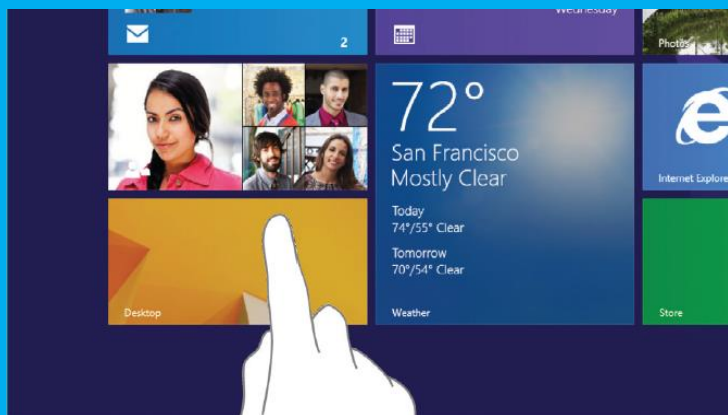 Wednesday
2
Photos
72°
San Francisco
Mostly Clear
Today
74°/55° Clear
Tomorrow
70°/54° Clear
Desktop
Weather
Internet Explore
Store